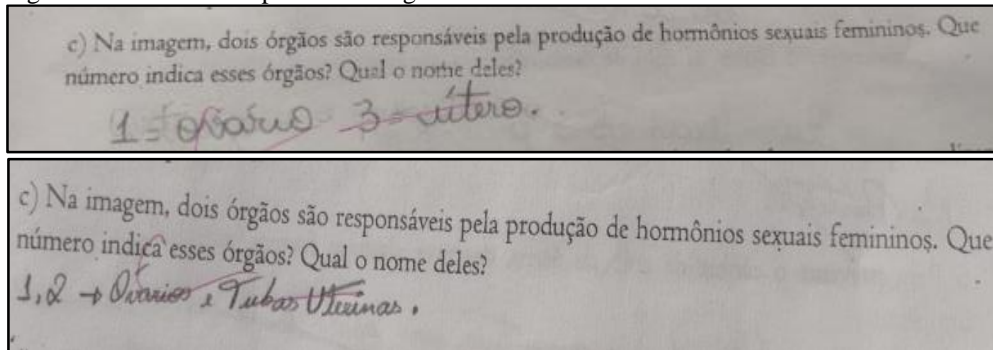 c) Na imagem, dois órgãos são responsáveis pela produção de hormônios sexuais femininos. Que
número indica esses órgãos? Qual o nome deles?
1 = ovário 3 = útero.
c) Na imagem, dois órgãos são responsáveis pela produção de hormônios sexuais femininos. Que
número indica esses órgãos? Qual o nome deles?
1,2 → Ovarios e Tubas Uterinas.